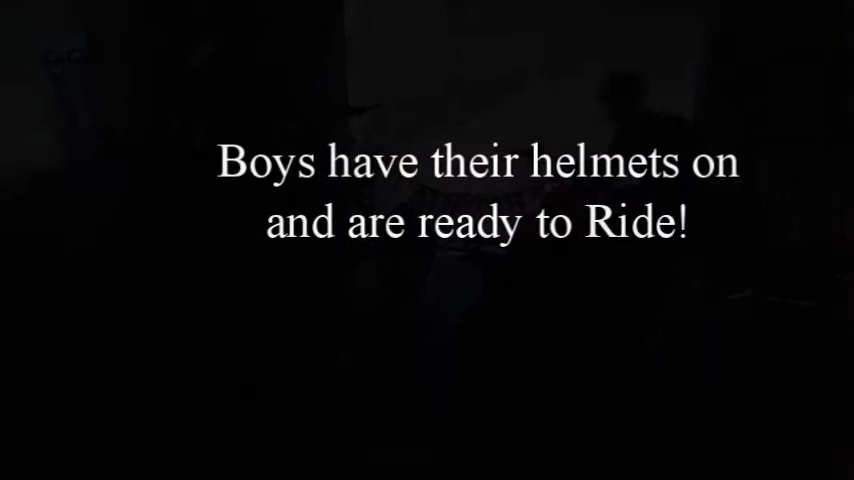 Boys have their helmets on
and are ready to Ride!